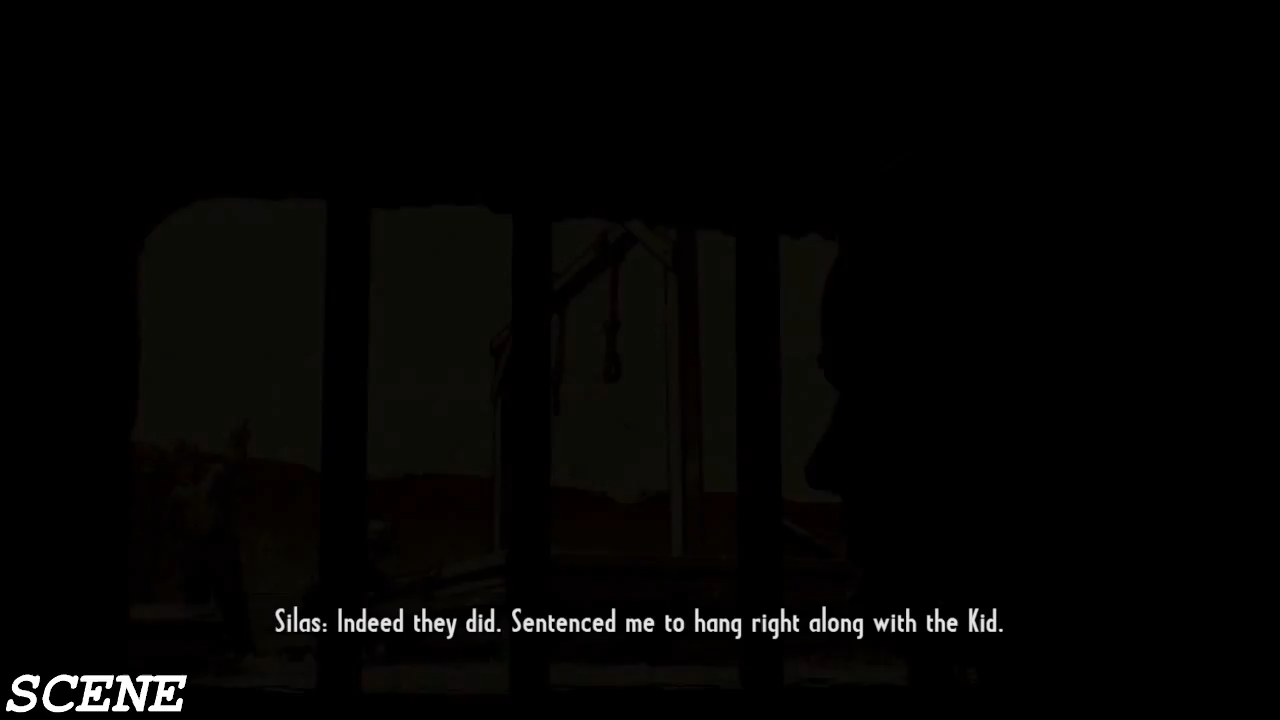 Silas: Indeed they did. Sentenced me to hang right along with the Kid.
SCENE